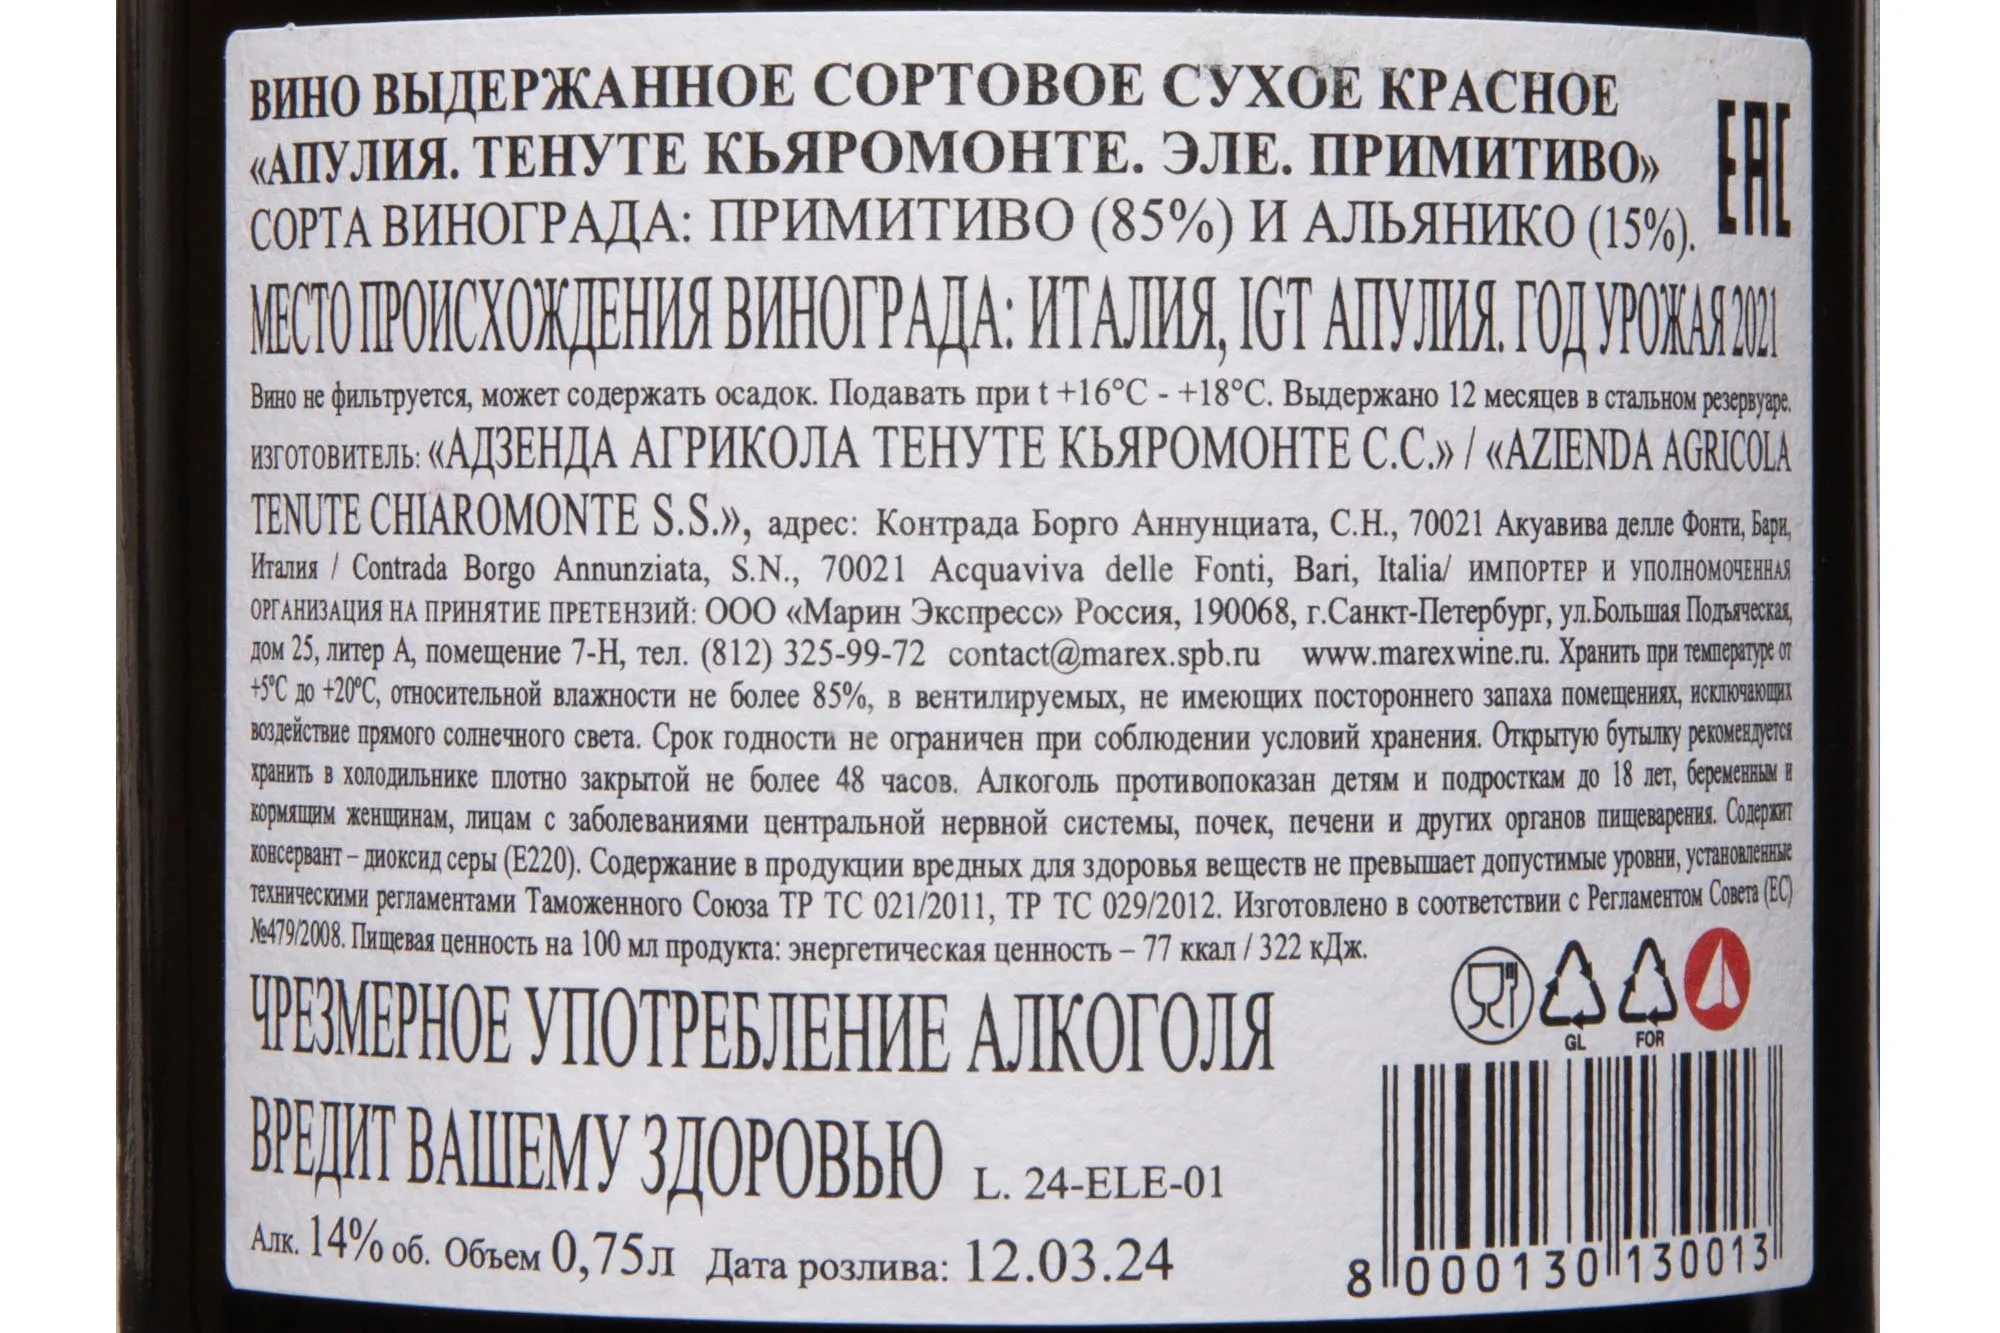 ВИНО ВЫДЕРЖАННОЕ СОРТОВОЕ СУХОЕ КРАСНОЕ
«АПУЛИЯ. ТЕНУТЕ КЬЯРОМОНТЕ. ЭЛЕ. ПРИМИТИВО»
EAC
СОРТА ВИНОГРАДА: ПРИМИТИВО (85%) И АЛЬЯНИКО (15%).
МЕСТО ПРОИСХОЖДЕНИЯ ВИНОГРАДА: ИТАЛИЯ, IGT АПУЛИЯ. ГОД УРОЖАЯ 2021
Вино не фильтруется, может содержать осадок. Подавать при t +16°C - +18°C. Выдержано 12 месяцев в стальном резервуаре.
ИЗГОТОВИТЕЛЬ: «АДЗЕНДА АГРИКОЛА ТЕНУТЕ КЬЯРОМОНТЕ С.С.» / «AZIENDA AGRICOLA
TENUTE CHIAROMONTE S.S.», адрес: Контрада Борго Аннунциата, С.Н., 70021 Акуавива делле Фонти, Бари,
Италия / Contrada Borgo Annunziata, S.N., 70021 Acquaviva delle Fonti, Bari, Italia/ ИМПОРТЕР И УПОЛНОМОЧЕННАЯ
ОРГАНИЗАЦИЯ НА ПРИНЯТИЕ ПРЕТЕНЗИЙ: ООО «Марин Экспресс» Россия, 190068, г.Санкт-Петербург, ул.Большая Подъяческая,
дом 25, литер А, помещение 7-Н, тел. (812) 325-99-72 contact@marex.spb.ru www.marexwine.ru. Хранить при температуре от
+5°C до +20°C, относительной влажности не более 85%, в вентилируемых, не имеющих постороннего запаха помещениях, исключающих
воздействие прямого солнечного света. Срок годности не ограничен при соблюдении условий хранения. Открытую бутылку рекомендуется
хранить в холодильнике плотно закрытой не более 48 часов. Алкоголь противопоказан детям и подросткам до 18 лет, беременным и
кормящим женщинам, лицам с заболеваниями центральной нервной системы, почек, печени и других органов пищеварения. Содержит
консервант – диоксид серы (E220). Содержание в продукции вредных для здоровья веществ не превышает допустимые уровни, установленные
техническими регламентами Таможенного Союза ТР ТС 021/2011, ТР ТС 029/2012. Изготовлено в соответствии с Регламентом Совета (ЕС)
№479/2008. Пищевая ценность на 100 мл продукта: энергетическая ценность – 77 ккал / 322 кДж.
ЧРЕЗМЕРНОЕ УПОТРЕБЛЕНИЕ АЛКОГОЛЯ
GL FOR
ВРЕДИТ ВАШЕМУ ЗДОРОВЬЮ L. 24-ELE-01
Алк. 14% об. Объем 0,75л Дата розлива: 12.03.24
8 000130 130013